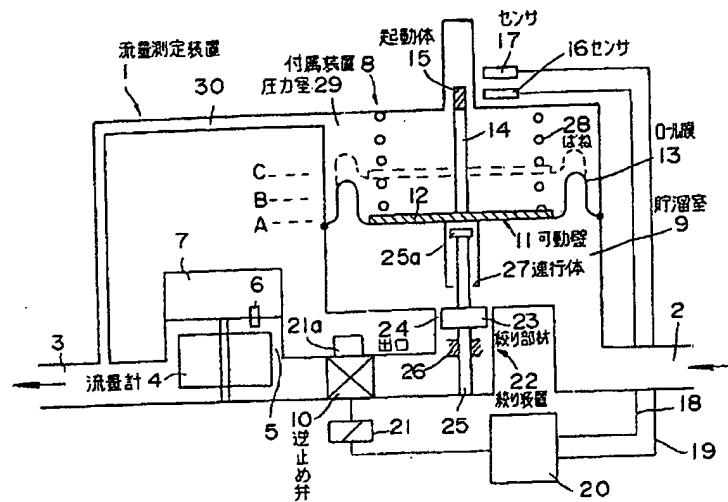 起動体
15
センサ
17
16センサ
流量測定装置
1
付属装置 8
圧力室 29
30
14
28
ばね
ロール膜
13
C
B
A
12
貯溜室
9
11 可動壁
25a
27 連行体
7
6
24
21a
出口
23
絞り部材
26
22
絞り装置
2
3
流量計 4
5
10
逆止め弁
21
25
18
19
20